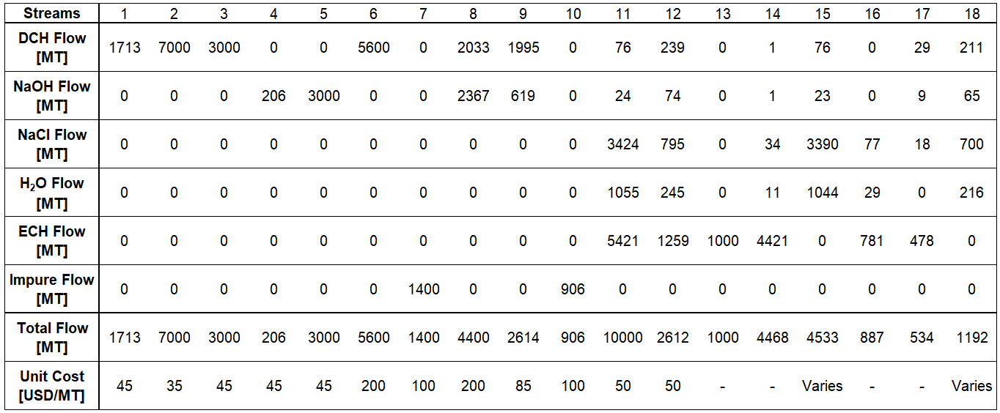 Streams 1 2 3 4 5 6 7 8 9 10 11 12 13 14 15 16 17 18
DCH Flow
[MT] 1713 7000 3000 0 0 5600 0 2033 1995 0 76 239 0 1 76 0 29 211
NaOH Flow
[MT] 0 0 0 206 3000 0 0 2367 619 0 24 74 0 1 23 0 9 65
NaCl Flow
[MT] 0 0 0 0 0 0 0 0 0 0 3424 795 0 34 3390 77 18 700
H₂O Flow
[MT] 0 0 0 0 0 0 0 0 0 0 1055 245 0 11 1044 29 0 216
ECH Flow
[MT] 0 0 0 0 0 0 0 0 0 0 5421 1259 1000 4421 0 781 478 0
Impure Flow
[MT] 0 0 0 0 0 0 1400 0 0 906 0 0 0 0 0 0 0 0
Total Flow
[MT] 1713 7000 3000 206 3000 5600 1400 4400 2614 906 10000 2612 1000 4468 4533 887 534 1192
Unit Cost
[USD/MT] 45 35 45 45 45 200 100 200 85 100 50 50 - - Varies - - Varies